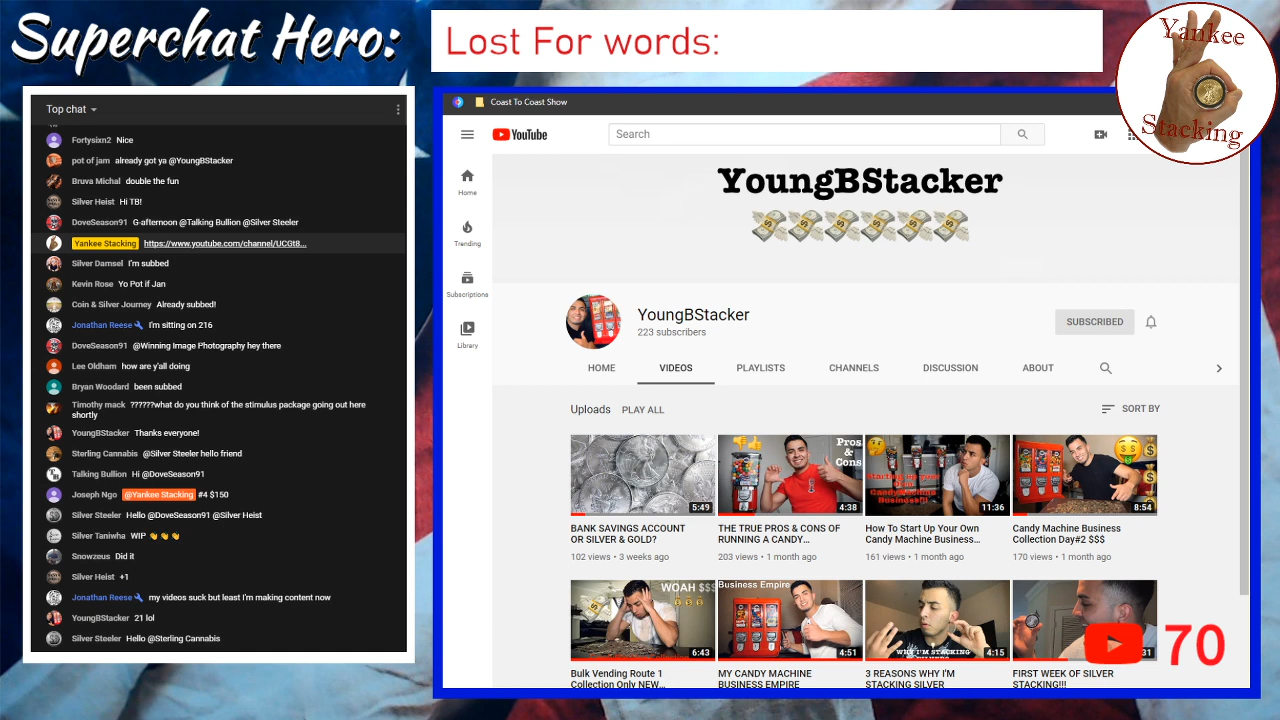 Superchat Hero:
Lost For words:
Yankee
Stacking
Top chat
Fortysixn2 Nice
pot of jam already got ya @YoungBStacker
Bruva Michal double the fun
Silver Heist Hi TB!
DoveSeason91 G-afternoon @Talking Bullion @Silver Steeler
Yankee Stacking https://www.youtube.com/channel/UCGt8...
Silver Damsel I'm subbed
Kevin Rose Yo Pot if Jan
Coin & Silver Journey Already subbed!
Jonathan Reese I'm sitting on 216
DoveSeason91 @Winning Image Photography hey there
Lee Oldham how are y'all doing
Bryan Woodard been subbed
Timothy mack ??????what do you think of the stimulus package going out here
shortly
YoungBStacker Thanks everyone!
Sterling Cannabis @Silver Steeler hello friend
Talking Bullion Hi @DoveSeason91
Joseph Ngo @Yankee Stacking #4 $150
Silver Steeler Hello @DoveSeason91 @Silver Heist
Silver Taniwha WIP 👏 👏 👏
Snowzeus Did it
Silver Heist +1
Jonathan Reese my videos suck but least I'm making content now
YoungBStacker 21 lol
Silver Steeler Hello @Sterling Cannabis
Coast To Coast Show
YouTube
Search
Home
Trending
Subscriptions
Library
YoungBStacker
💸💸💸💸💸💸
YoungBStacker
223 subscribers
SUBSCRIBED
HOME VIDEOS PLAYLISTS CHANNELS DISCUSSION ABOUT
Uploads PLAY ALL SORT BY
Pros
&
Cons
5:49 4:38 11:36 8:54
BANK SAVINGS ACCOUNT
OR SILVER & GOLD?
102 views • 3 weeks ago
THE TRUE PROS & CONS OF
RUNNING A CANDY...
203 views • 1 month ago
How To Start Up Your Own
Candy Machine Business...
161 views • 1 month ago
Candy Machine Business
Collection Day#2 $$$
170 views • 1 month ago
WOAH $$$
Business Empire
WHY I'M STACKING
6:43 4:51 4:15 31
Bulk Vending Route 1
Collection Only NEW...
MY CANDY MACHINE
BUSINESS EMPIRE
3 REASONS WHY I'M
STACKING SILVER
FIRST WEEK OF SILVER
STACKING!!!
70